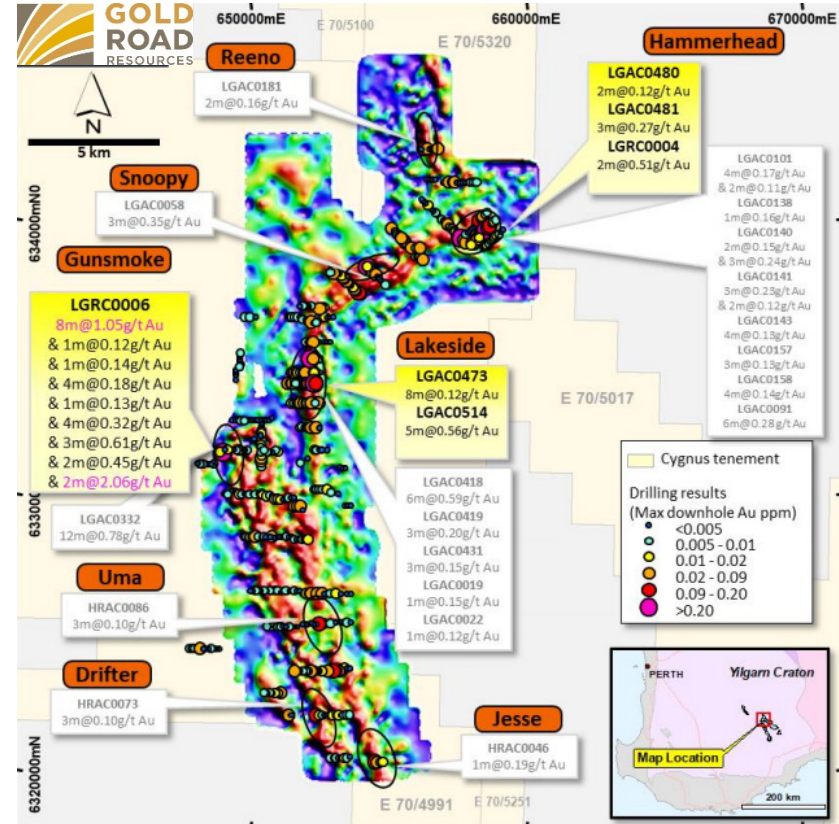 GOLD
ROAD
RESOURCES
650000mE
660000mE
670000mE
E 70/5100
E 70/5320
N
5 km
Reeno
LGAC0181
2m@0.16g/t Au
Hammerhead
LGAC0480
2m@0.12g/t Au
LGAC0481
3m@0.27g/t Au
LGRC0004
2m@0.51g/t Au
LGAC0101
4m@0.17g/t Au
& 2m@0.11g/t Au
LGAC0138
1m@0.16g/t Au
LGAC0140
2m@0.15g/t Au
& 3m@0.24g/t Au
LGAC0141
3m@0.23g/t Au
& 2m@0.12g/t Au
LGAC0143
4m@0.13g/t Au
LGAC0157
3m@0.13g/t Au
LGAC0158
4m@0.14g/t Au
LGAC0091
6m@0.28g/t Au
Snoopy
LGAC0058
3m@0.35g/t Au
634000mN0
Gunsmoke
LGRC0006
8m@1.05g/t Au
& 1m@0.12g/t Au
& 1m@0.14g/t Au
& 4m@0.18g/t Au
& 1m@0.13g/t Au
& 4m@0.32g/t Au
& 3m@0.61g/t Au
& 2m@0.45g/t Au
& 2m@2.06g/t Au
LGAC0332
12m@0.78g/t Au
63300
Lakeside
LGAC0473
8m@0.12g/t Au
LGAC0514
5m@0.56g/t Au
LGAC0418
6m@0.59g/t Au
LGAC0419
3m@0.20g/t Au
LGAC0431
3m@0.15g/t Au
LGAC0019
1m@0.15g/t Au
LGAC0022
1m@0.12g/t Au
E 70/5017
Cygnus tenement
Drilling results
(Max downhole Au ppm)
<0.005
0.005 - 0.01
0.01 - 0.02
0.02 - 0.09
0.09 - 0.20
>0.20
Uma
HRAC0086
3m@0.10g/t Au
Drifter
HRAC0073
3m@0.10g/t Au
Jesse
HRAC0046
1m@0.19g/t Au
6320000mN
E 70/4991
E 70/5251
PERTH
Yilgarn Craton
Map Location
200 km